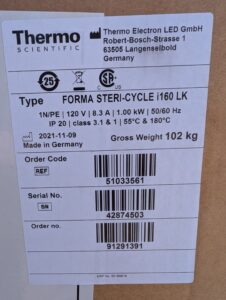 Thermo
SCIENTIFIC
Thermo Electron LED GmbH
Robert-Bosch-Strasse 1
63505 Langenselbold
Germany
25
C US
Type FORMA STERI-CYCLE i160 LK
1N/PE | 120 V | 8.3 A | 1.00 kW | 50/60 Hz
IP 20 | class 3.1 & 1 | 55°C & 180°C
2021-11-09
Made in Germany
Gross Weight 102 kg
Order Code
REF
51033561
Serial No.
SN
42874503
Order no.
91291391